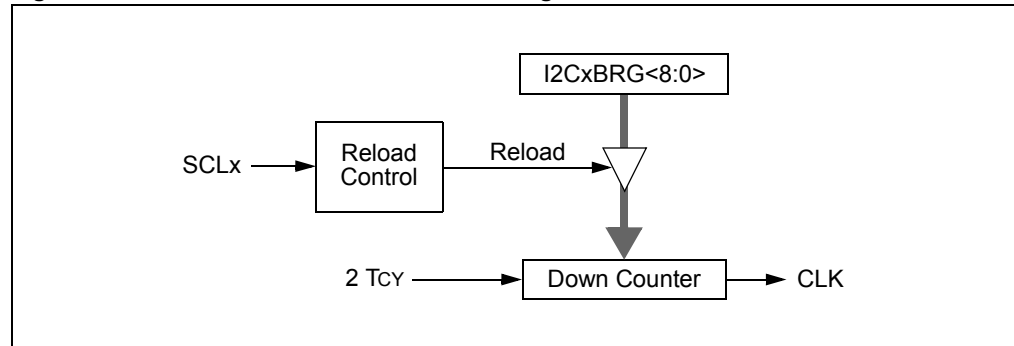 I2CxBRG<8:0>
SCLx
Reload
Control
Reload
2 TCY
Down Counter
CLK